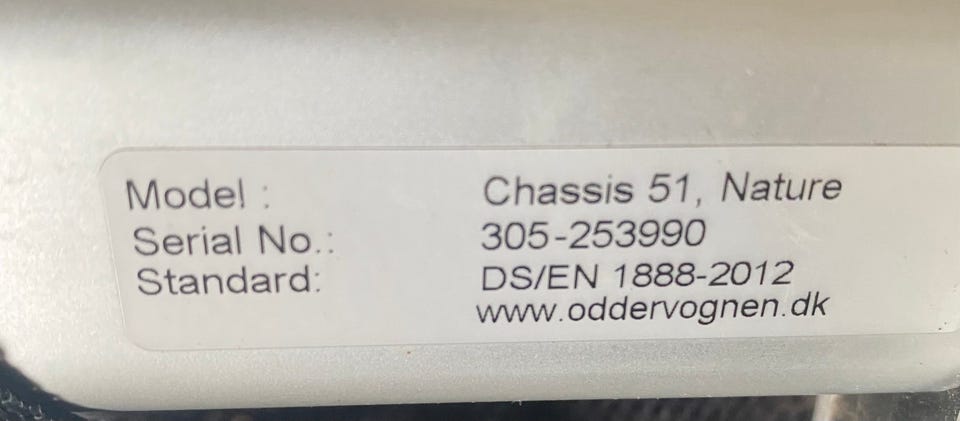 Model : Chassis 51, Nature
Serial No.: 305-253990
Standard: DS/EN 1888-2012
www.oddervognen.dk